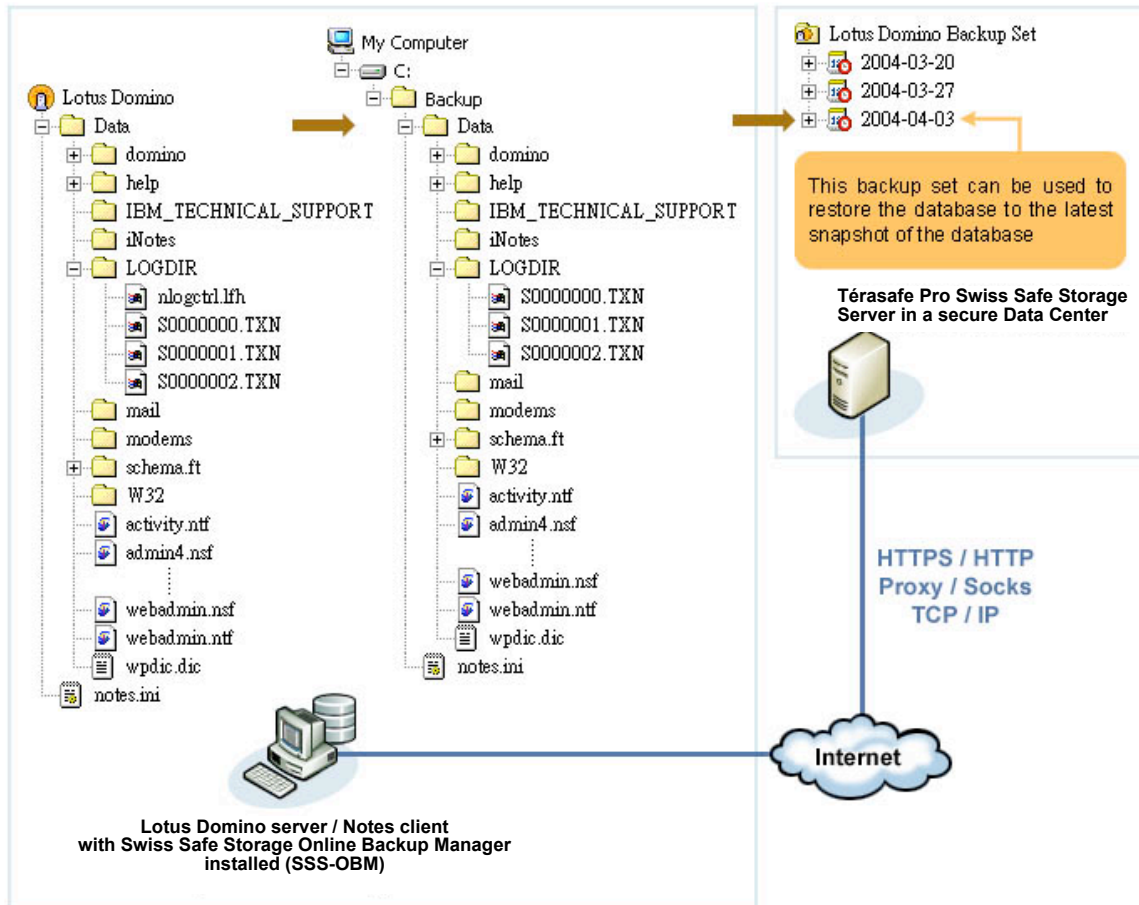 Lotus Domino
Data
domino
help
IBM_TECHNICAL_SUPPORT
iNotes
LOGDIR
nlogctrl.lfh
S0000000.TXN
S0000001.TXN
S0000002.TXN
mail
modems
schema.ft
W32
activity.ntf
admin4.nsf
webadmin.nsf
webadmin.ntf
wpdic.dic
notes.ini
My Computer
C:
Backup
Data
domino
help
IBM_TECHNICAL_SUPPORT
iNotes
LOGDIR
S0000000.TXN
S0000001.TXN
S0000002.TXN
mail
modems
schema.ft
W32
activity.ntf
admin4.nsf
webadmin.nsf
webadmin.ntf
wpdic.dic
notes.ini
Lotus Domino Backup Set
2004-03-20
2004-03-27
2004-04-03
This backup set can be used to
restore the database to the latest
snapshot of the database
Térasafe Pro Swiss Safe Storage
Server in a secure Data Center
HTTPS / HTTP
Proxy / Socks
TCP / IP
Internet
Lotus Domino server / Notes client
with Swiss Safe Storage Online Backup Manager
installed (SSS-OBM)